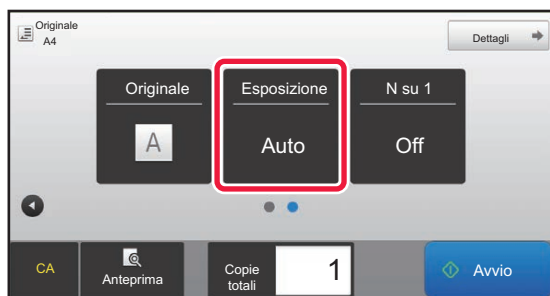 Originale
A4
Dettagli
Originale
Esposizione
N su 1
A
Auto
Off
CA
Anteprima
Copie
totali
1
Avvio